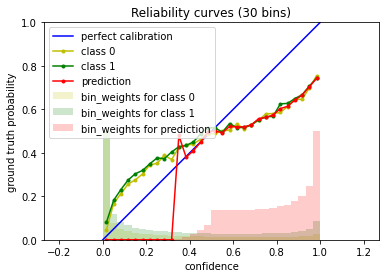 Reliability curves (30 bins)
1.0
0.8
0.6
0.4
0.2
0.0
ground truth probability
perfect calibration
class 0
class 1
prediction
bin_weights for class 0
bin_weights for class 1
bin_weights for prediction
−0.2 0.0 0.2 0.4 0.6 0.8 1.0 1.2
confidence